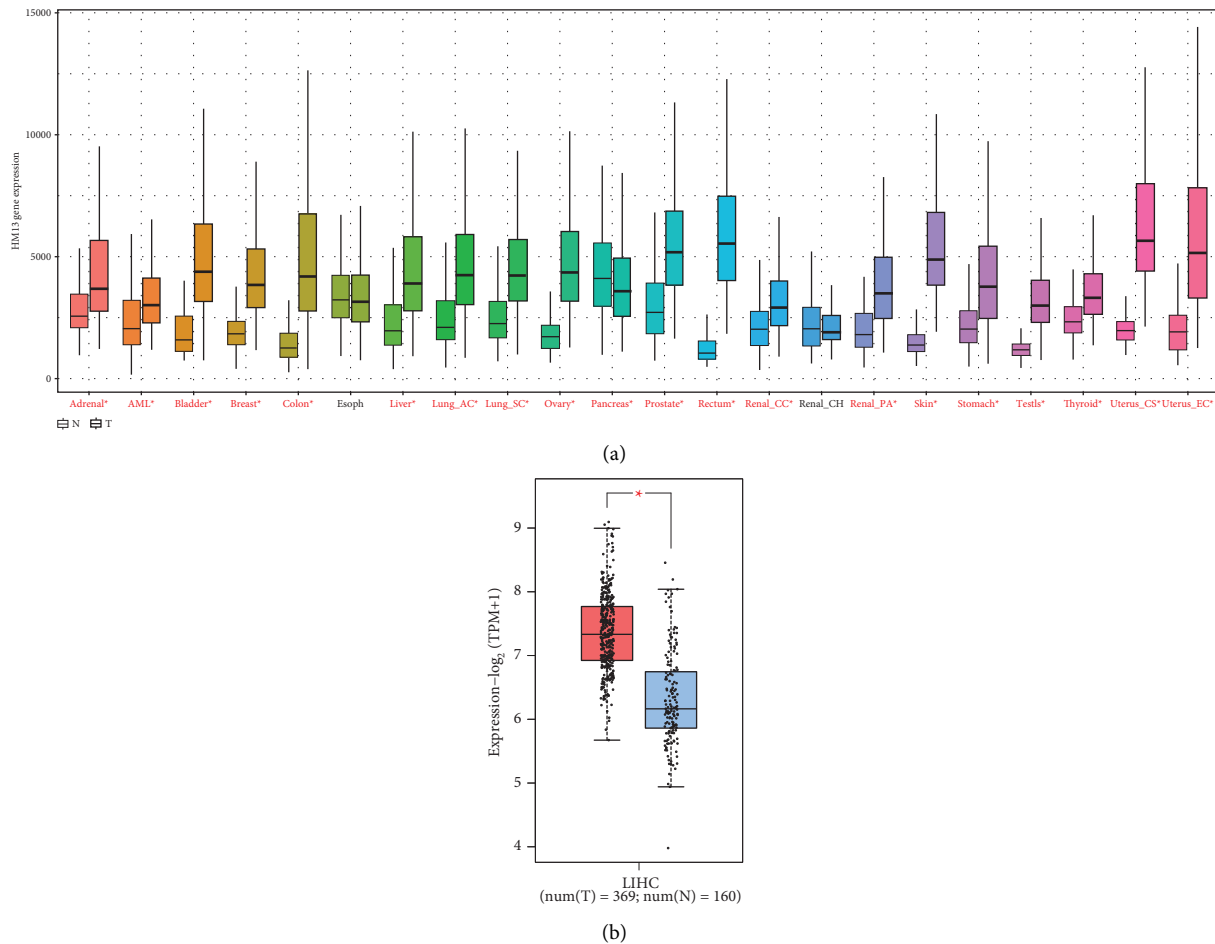 15000
10000
5000
0
HM13 gene expression
Adrenal* AML* Bladder* Breast* Colon* Esoph Liver* Lung_AC* Lung_SC* Ovary* Pancreas* Prostate* Rectum* Renal_CC* Renal_CH Renal_PA* Skin* Stomach* Testls* Thyroid* Uterus_CS* Uterus_EC*
N T
(a)
*
9
8
7
6
5
4
Expression–log₂ (TPM+1)
LIHC
(num(T) = 369; num(N) = 160)
(b)